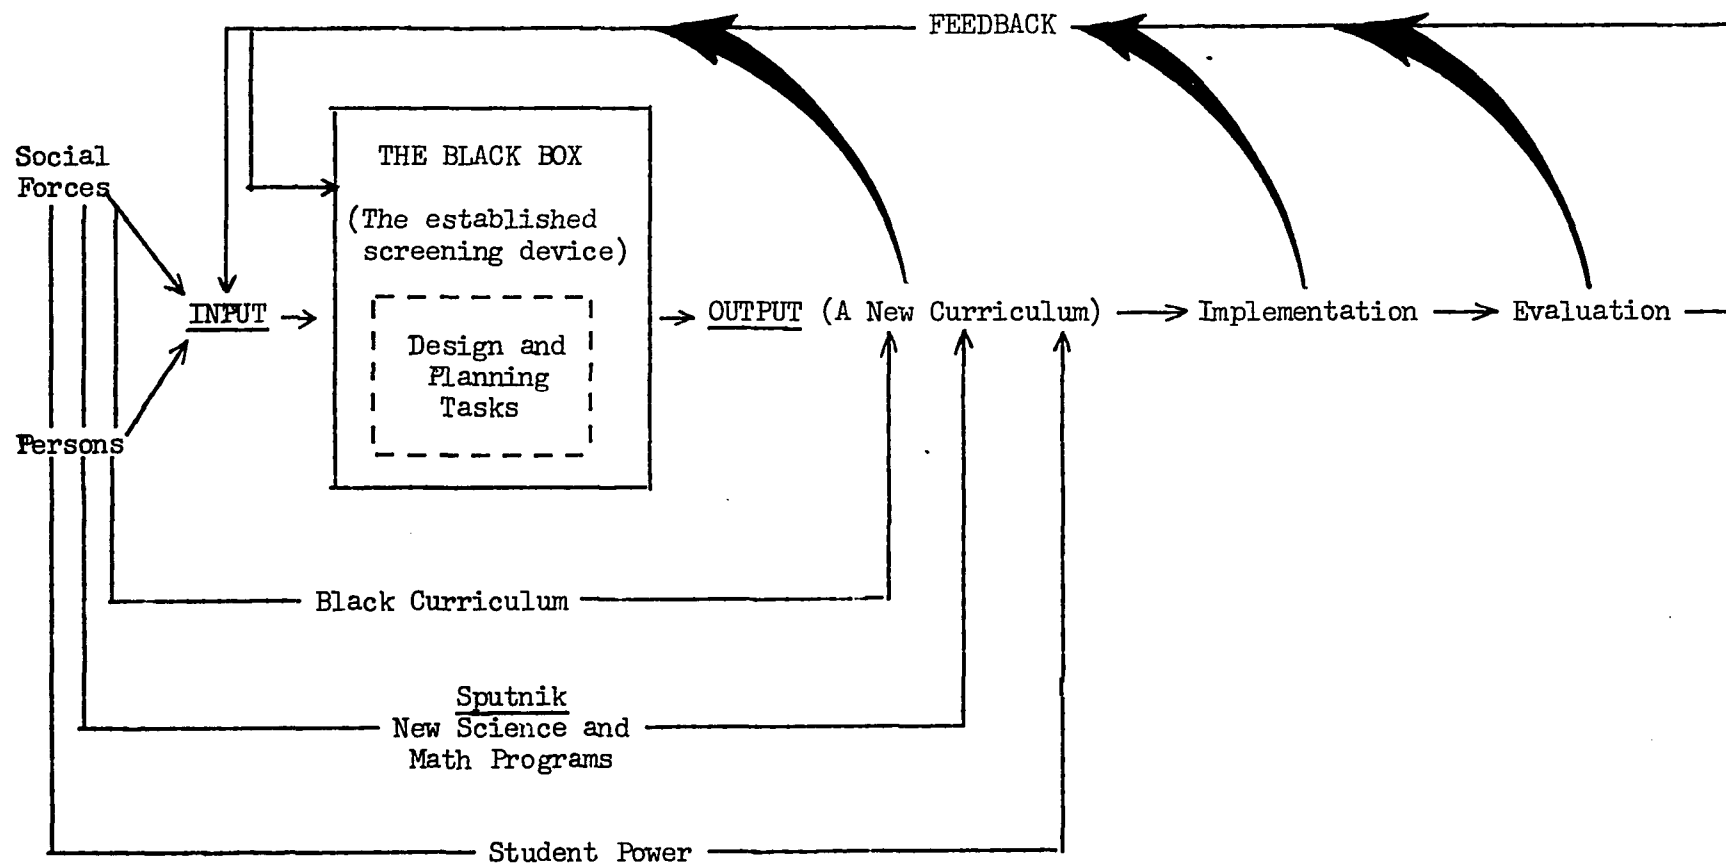 FEEDBACK
Social
Forces
THE BLACK BOX
(The established
screening device)
INPUT
OUTPUT (A New Curriculum)
Implementation
Evaluation
Design and
Planning
Tasks
Persons
Black Curriculum
Sputnik
New Science and
Math Programs
Student Power